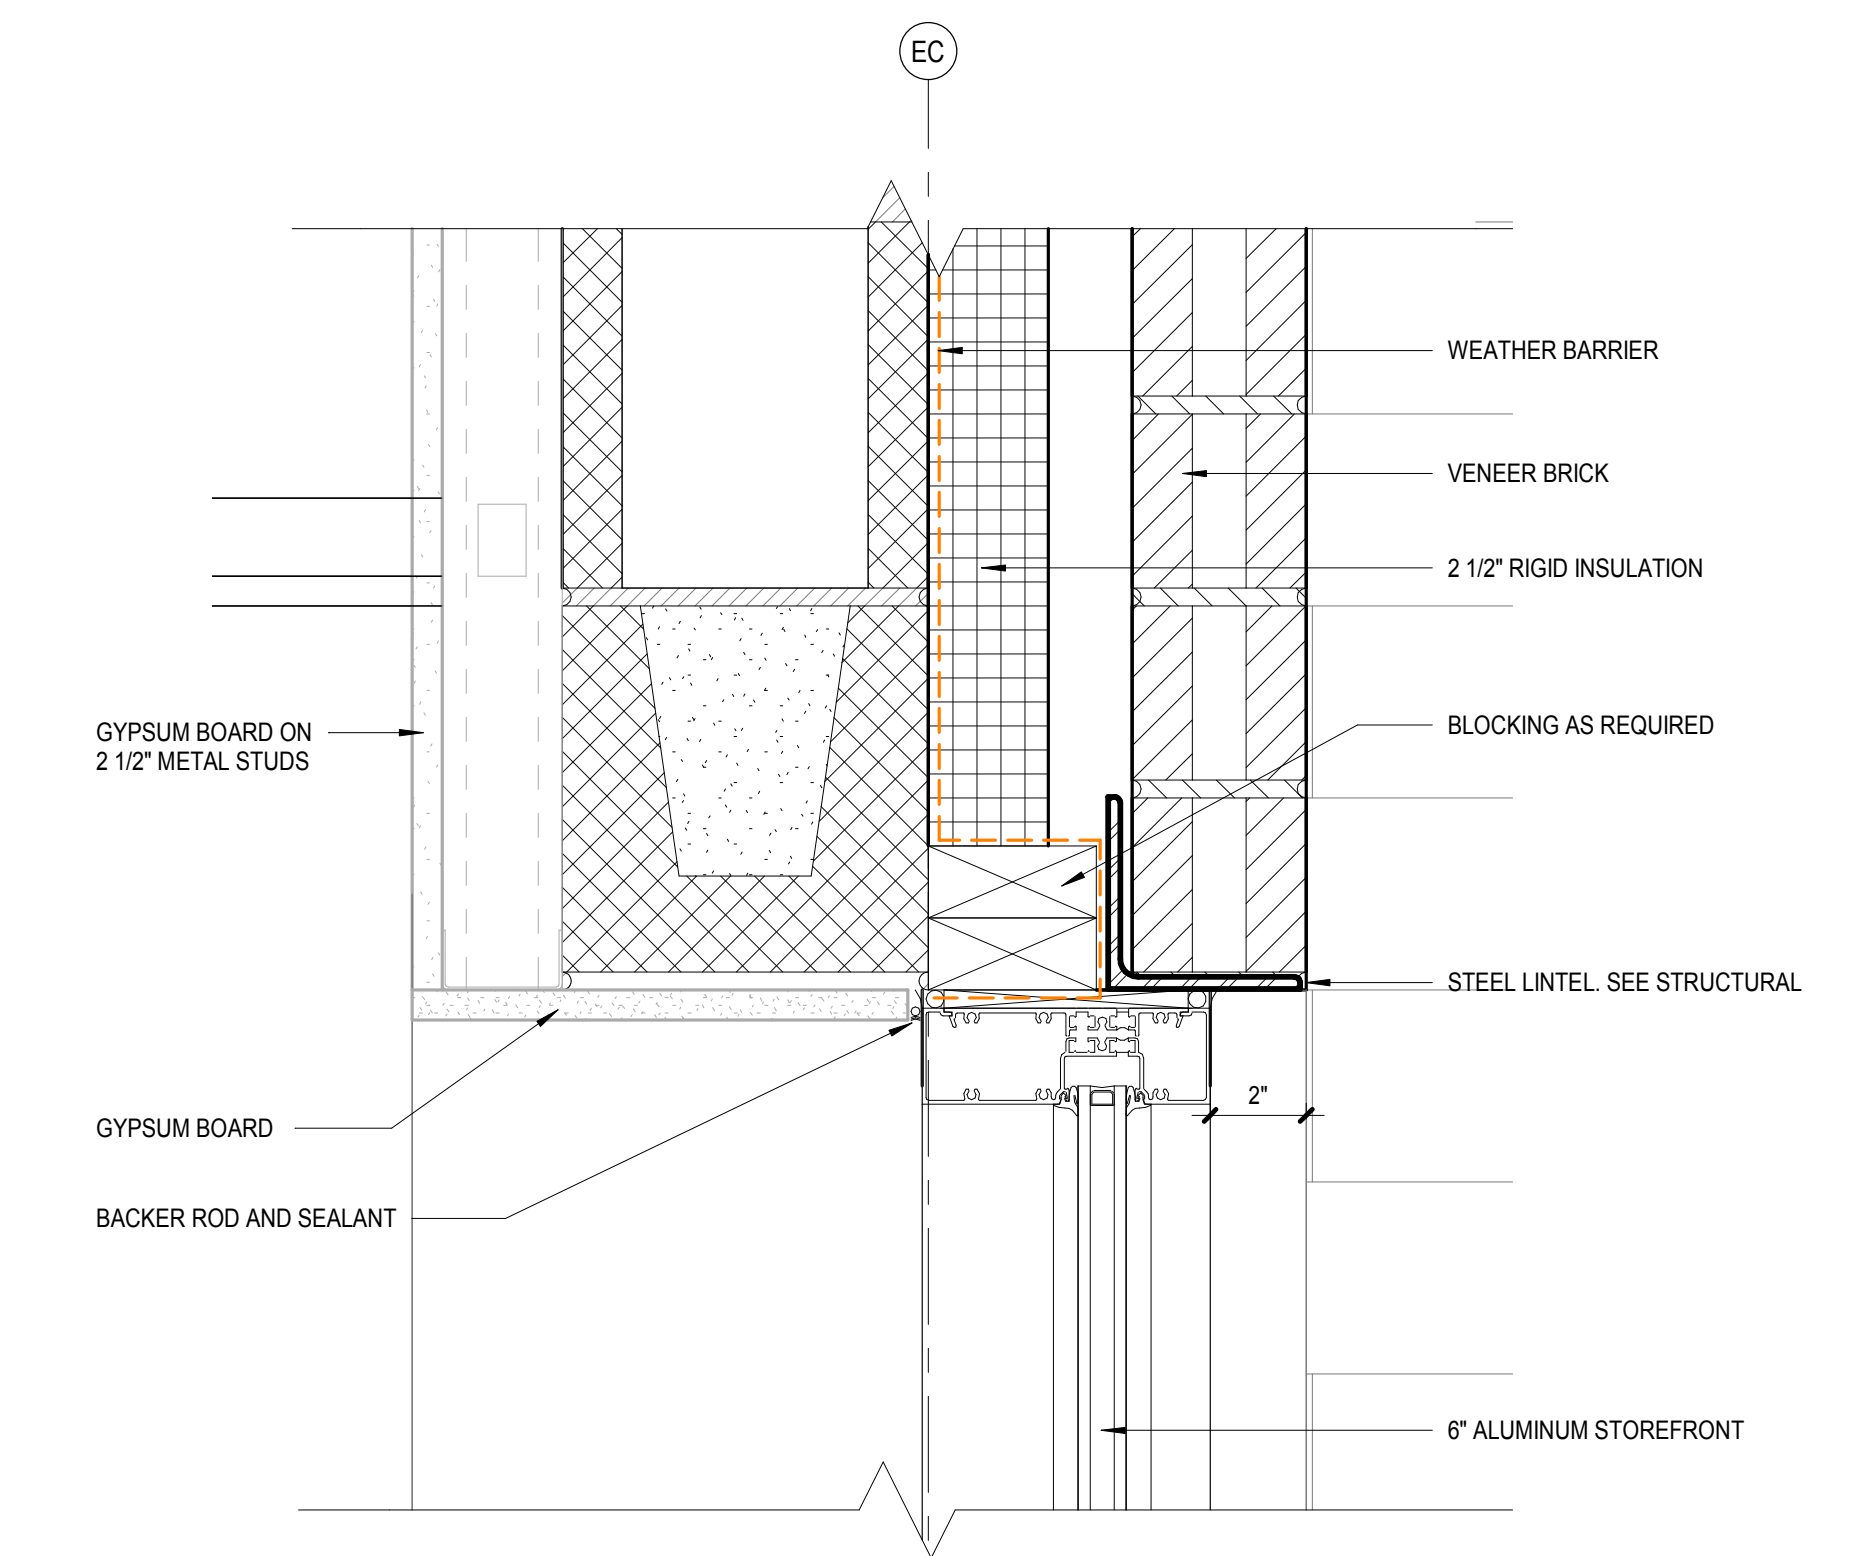 EC
WEATHER BARRIER
VENEER BRICK
2 1/2" RIGID INSULATION
GYPSUM BOARD ON
2 1/2" METAL STUDS
BLOCKING AS REQUIRED
STEEL LINTEL. SEE STRUCTURAL
2"
GYPSUM BOARD
BACKER ROD AND SEALANT
6" ALUMINUM STOREFRONT